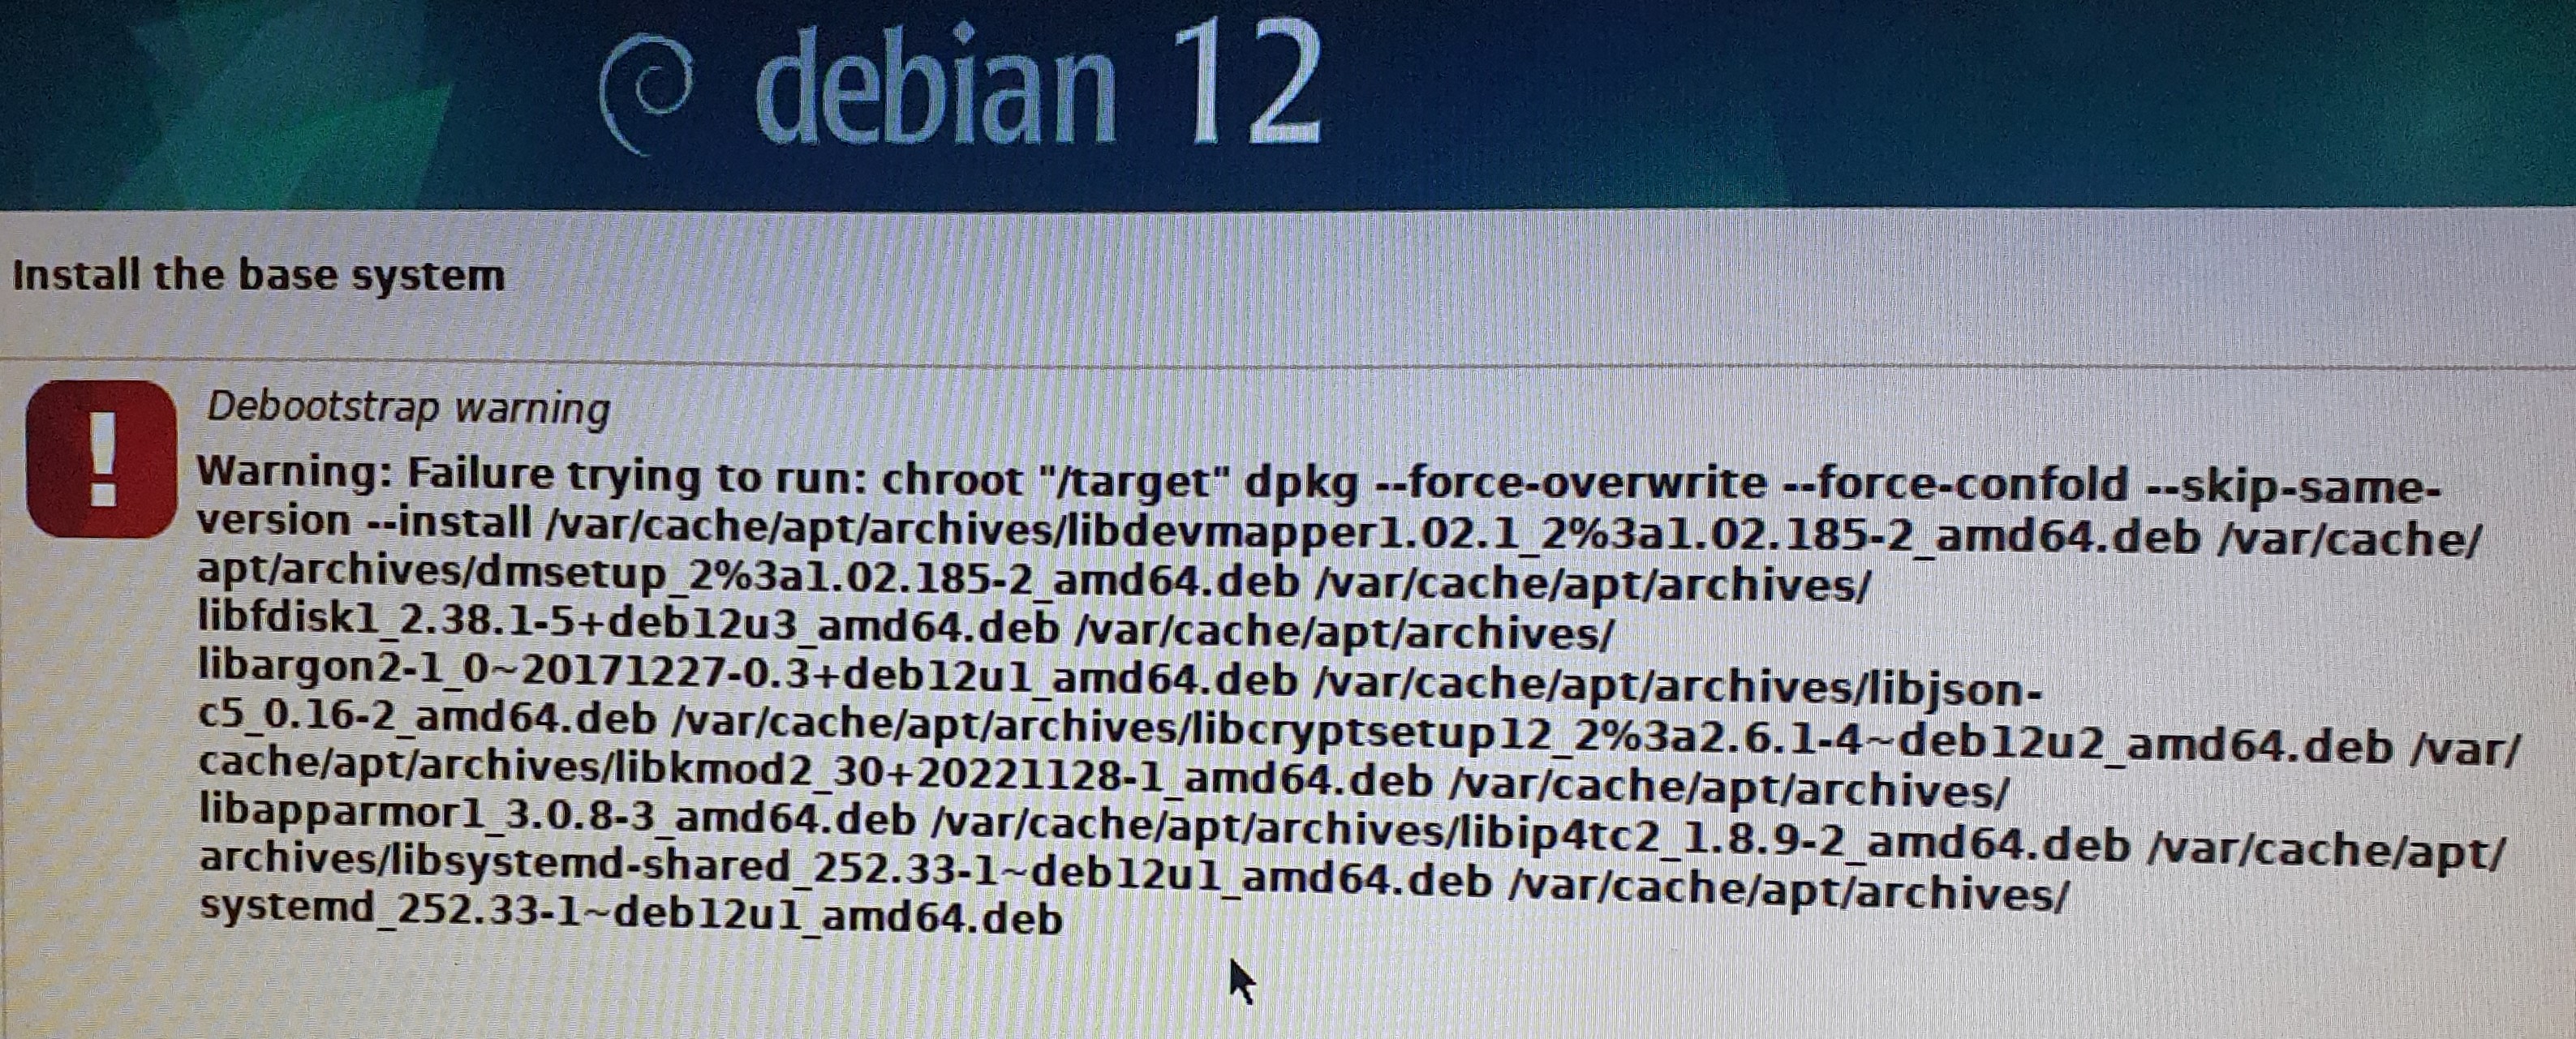 debian 12
Install the base system
Debootstrap warning
Warning: Failure trying to run: chroot "/target" dpkg --force-overwrite --force-confold --skip-same-
version --install /var/cache/apt/archives/libdevmapper1.02.1_2%3a1.02.185-2_amd64.deb /var/cache/
apt/archives/dmsetup_2%3a1.02.185-2_amd64.deb /var/cache/apt/archives/
libfdisk1_2.38.1-5+deb12u3_amd64.deb /var/cache/apt/archives/
libargon2-1_0~20171227-0.3+deb12u1_amd64.deb /var/cache/apt/archives/libjson-
c5_0.16-2_amd64.deb /var/cache/apt/archives/libcryptsetup12_2%3a2.6.1-4~deb12u2_amd64.deb /var/
cache/apt/archives/libkmod2_30+20221128-1_amd64.deb /var/cache/apt/archives/
libapparmor1_3.0.8-3_amd64.deb /var/cache/apt/archives/libip4tc2_1.8.9-2_amd64.deb /var/cache/apt/
archives/libsystemd-shared_252.33-1~deb12u1_amd64.deb /var/cache/apt/archives/
systemd_252.33-1~deb12u1_amd64.deb